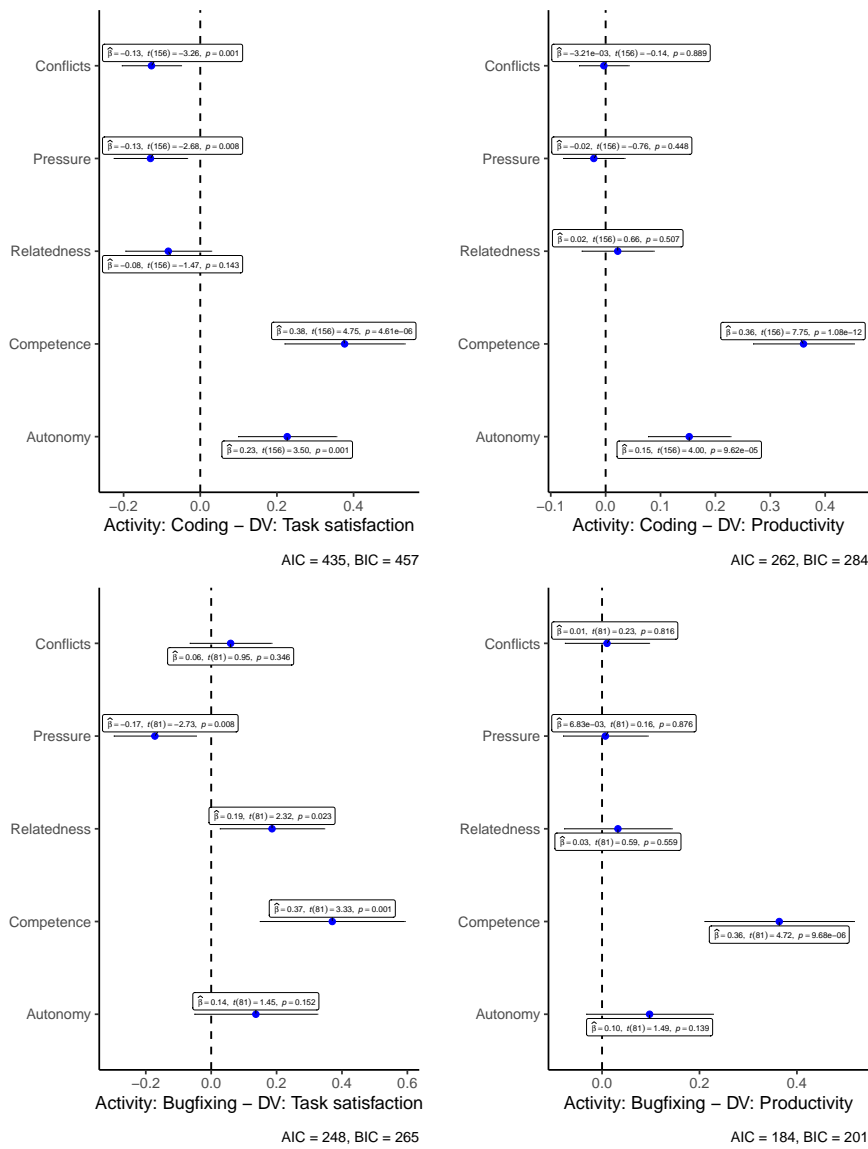 Conflicts
β̂ = −0.13, t(156) = −3.26, p = 0.001
Pressure
β̂ = −0.13, t(156) = −2.68, p = 0.008
Relatedness
β̂ = −0.08, t(156) = −1.47, p = 0.143
Competence
β̂ = 0.38, t(156) = 4.75, p = 4.61e−06
Autonomy
β̂ = 0.23, t(156) = 3.50, p = 0.001
−0.2 0.0 0.2 0.4
Activity: Coding − DV: Task satisfaction
AIC = 435, BIC = 457
Conflicts
β̂ = −3.21e−03, t(156) = −0.14, p = 0.889
Pressure
β̂ = −0.02, t(156) = −0.76, p = 0.448
Relatedness
β̂ = 0.02, t(156) = 0.66, p = 0.507
Competence
β̂ = 0.36, t(156) = 7.75, p = 1.08e−12
Autonomy
β̂ = 0.15, t(156) = 4.00, p = 9.62e−05
−0.1 0.0 0.1 0.2 0.3 0.4
Activity: Coding − DV: Productivity
AIC = 262, BIC = 284
Conflicts
β̂ = 0.06, t(81) = 0.95, p = 0.346
Pressure
β̂ = −0.17, t(81) = −2.73, p = 0.008
Relatedness
β̂ = 0.19, t(81) = 2.32, p = 0.023
Competence
β̂ = 0.37, t(81) = 3.33, p = 0.001
Autonomy
β̂ = 0.14, t(81) = 1.45, p = 0.152
−0.2 0.0 0.2 0.4 0.6
Activity: Bugfixing − DV: Task satisfaction
AIC = 248, BIC = 265
Conflicts
β̂ = 0.01, t(81) = 0.23, p = 0.816
Pressure
β̂ = 6.83e−03, t(81) = 0.16, p = 0.876
Relatedness
β̂ = 0.03, t(81) = 0.59, p = 0.559
Competence
β̂ = 0.36, t(81) = 4.72, p = 9.68e−06
Autonomy
β̂ = 0.10, t(81) = 1.49, p = 0.139
0.0 0.2 0.4
Activity: Bugfixing − DV: Productivity
AIC = 184, BIC = 201